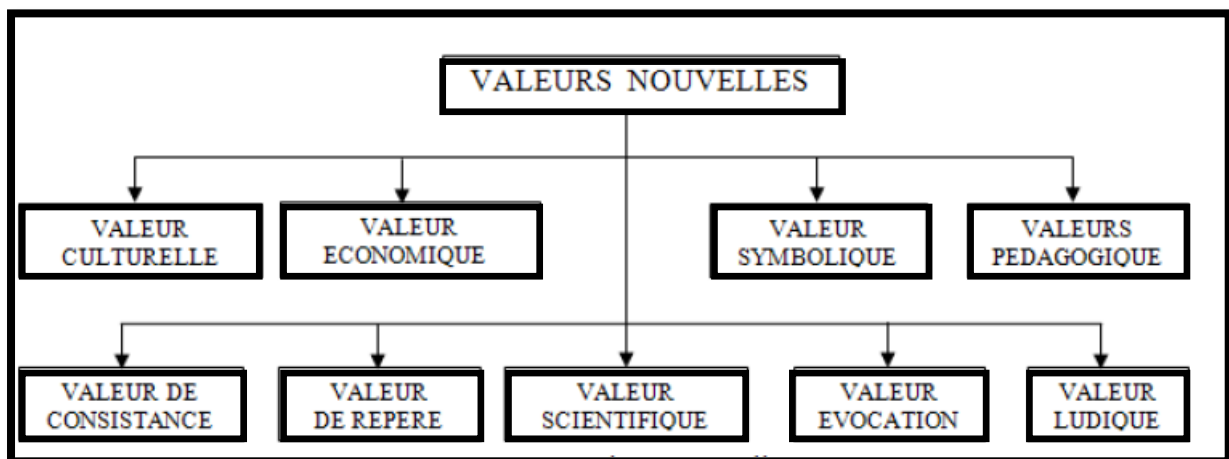 VALEURS NOUVELLES
VALEUR
CULTURELLE
VALEUR
ECONOMIQUE
VALEUR
SYMBOLIQUE
VALEURS
PEDAGOGIQUE
VALEUR DE
CONSISTANCE
VALEUR
DE REPERE
VALEUR
SCIENTIFIQUE
VALEUR
EVOCATION
VALEUR
LUDIQUE